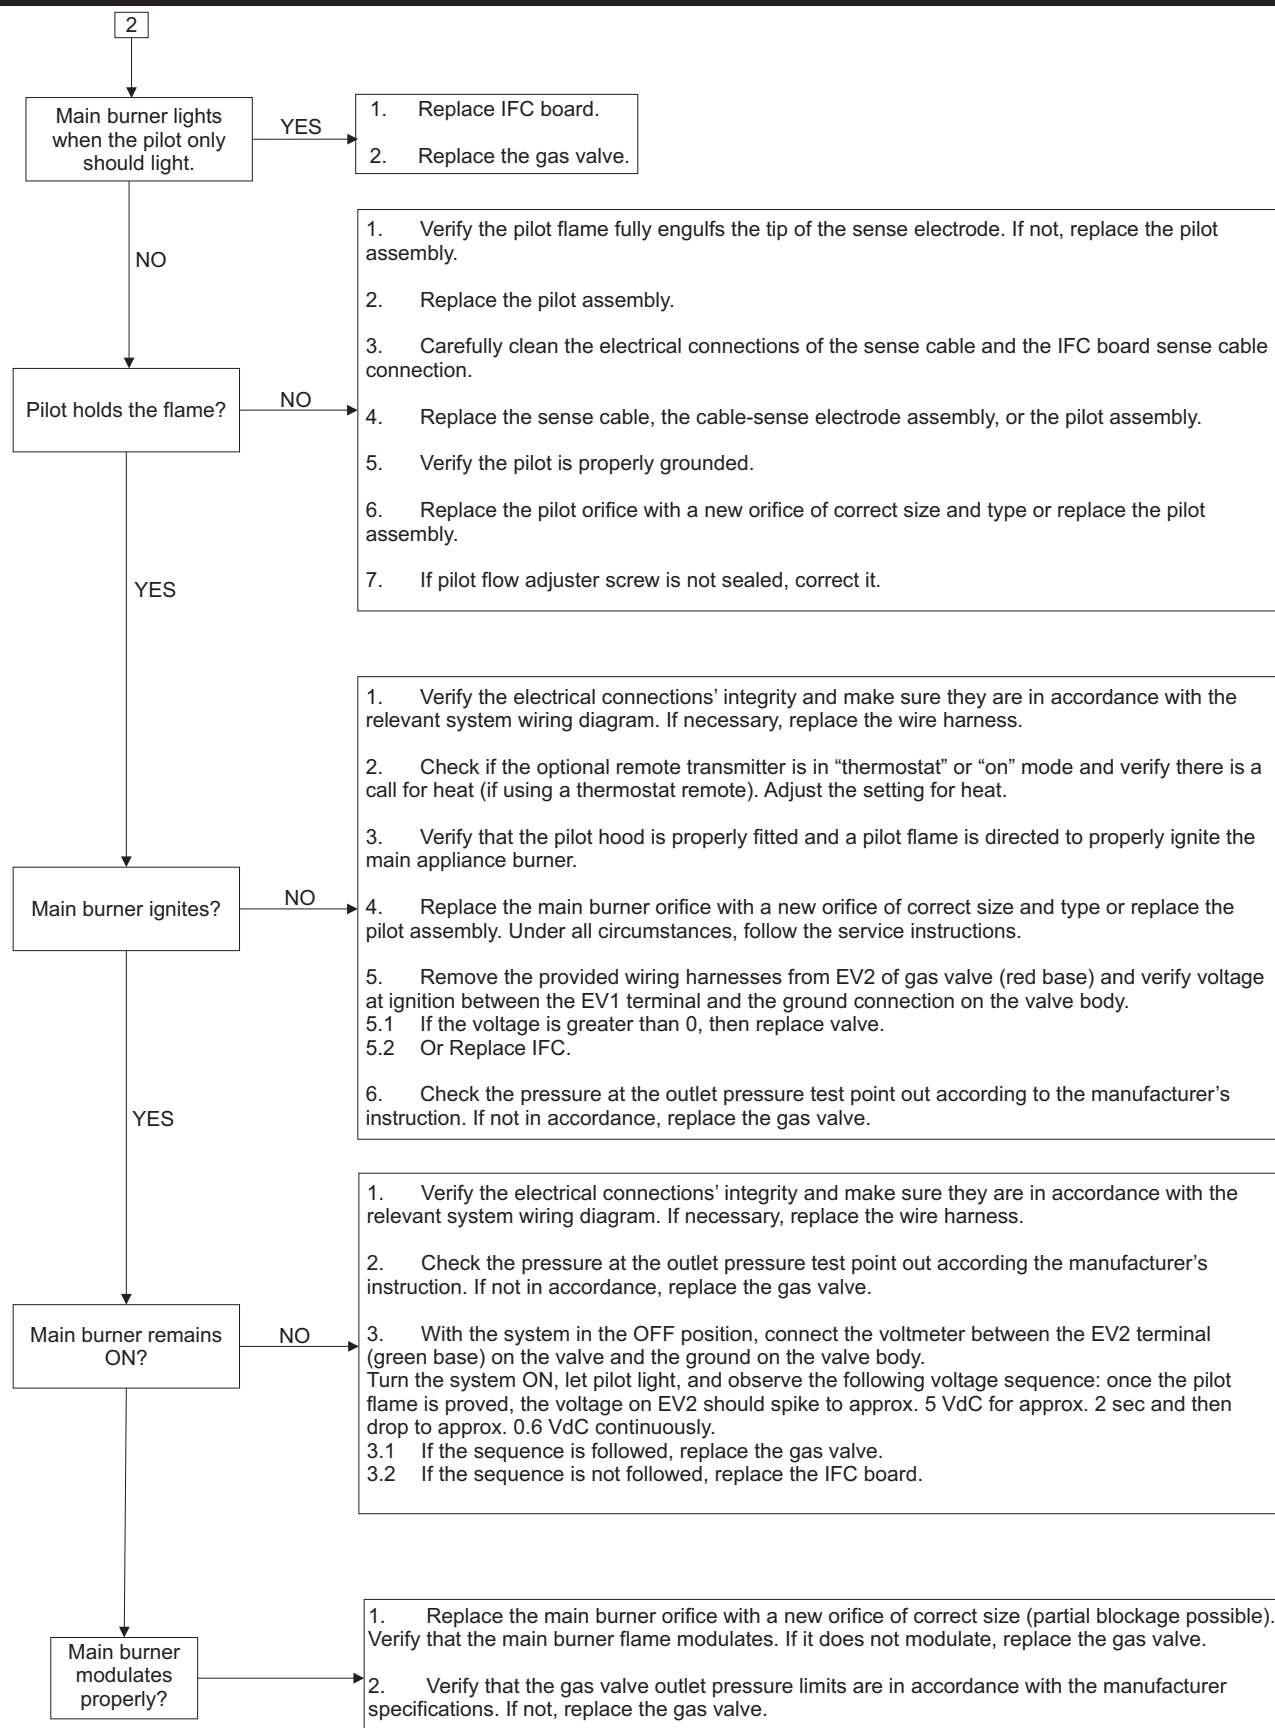 2
Main burner lights
when the pilot only
should light.
YES
1. Replace IFC board.
2. Replace the gas valve.
NO
1. Verify the pilot flame fully engulfs the tip of the sense electrode. If not, replace the pilot
assembly.
2. Replace the pilot assembly.
3. Carefully clean the electrical connections of the sense cable and the IFC board sense cable
connection.
4. Replace the sense cable, the cable-sense electrode assembly, or the pilot assembly.
5. Verify the pilot is properly grounded.
6. Replace the pilot orifice with a new orifice of correct size and type or replace the pilot
assembly.
7. If pilot flow adjuster screw is not sealed, correct it.
Pilot holds the flame?
NO
YES
1. Verify the electrical connections’ integrity and make sure they are in accordance with the
relevant system wiring diagram. If necessary, replace the wire harness.
2. Check if the optional remote transmitter is in “thermostat” or “on” mode and verify there is a
call for heat (if using a thermostat remote). Adjust the setting for heat.
3. Verify that the pilot hood is properly fitted and a pilot flame is directed to properly ignite the
main appliance burner.
4. Replace the main burner orifice with a new orifice of correct size and type or replace the
pilot assembly. Under all circumstances, follow the service instructions.
5. Remove the provided wiring harnesses from EV2 of gas valve (red base) and verify voltage
at ignition between the EV1 terminal and the ground connection on the valve body.
5.1 If the voltage is greater than 0, then replace valve.
5.2 Or Replace IFC.
6. Check the pressure at the outlet pressure test point out according to the manufacturer’s
instruction. If not in accordance, replace the gas valve.
Main burner ignites?
NO
YES
1. Verify the electrical connections’ integrity and make sure they are in accordance with the
relevant system wiring diagram. If necessary, replace the wire harness.
2. Check the pressure at the outlet pressure test point out according the manufacturer’s
instruction. If not in accordance, replace the gas valve.
3. With the system in the OFF position, connect the voltmeter between the EV2 terminal
(green base) on the valve and the ground on the valve body.
Turn the system ON, let pilot light, and observe the following voltage sequence: once the pilot
flame is proved, the voltage on EV2 should spike to approx. 5 VdC for approx. 2 sec and then
drop to approx. 0.6 VdC continuously.
3.1 If the sequence is followed, replace the gas valve.
3.2 If the sequence is not followed, replace the IFC board.
Main burner remains
ON?
NO
1. Replace the main burner orifice with a new orifice of correct size (partial blockage possible).
Verify that the main burner flame modulates. If it does not modulate, replace the gas valve.
2. Verify that the gas valve outlet pressure limits are in accordance with the manufacturer
specifications. If not, replace the gas valve.
Main burner
modulates
properly?